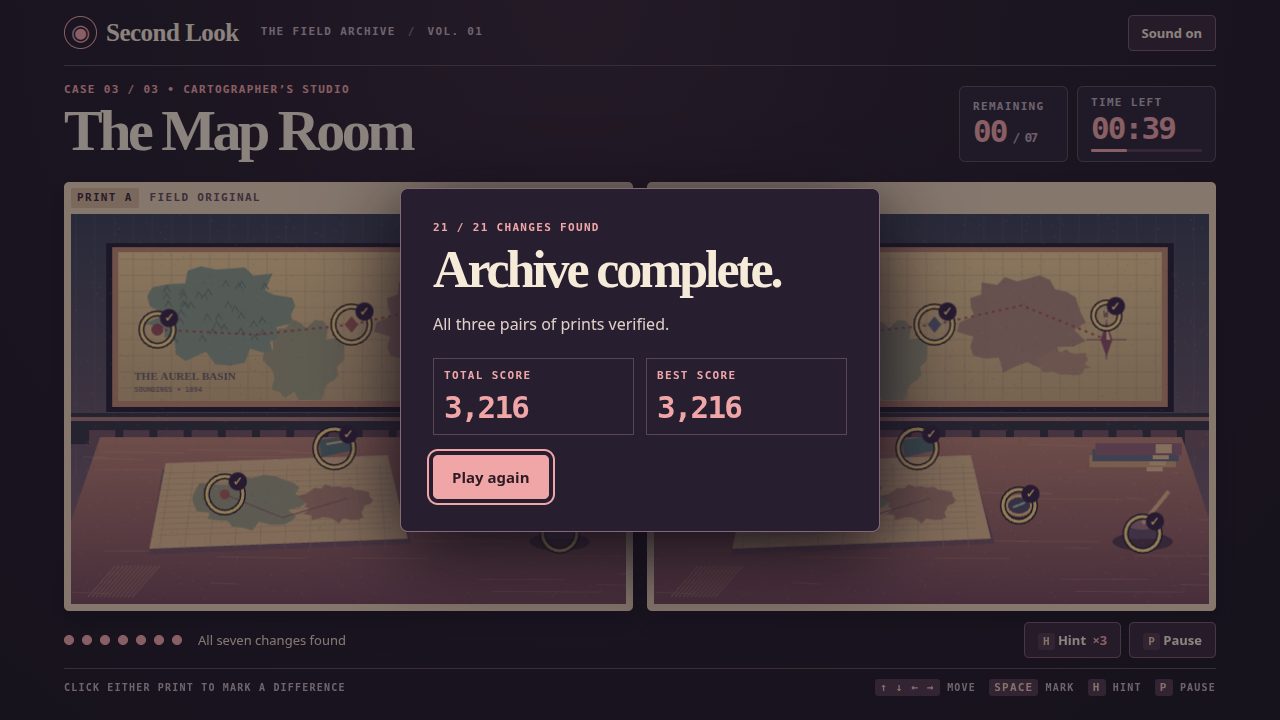 Second Look
THE FIELD ARCHIVE / VOL. 01
Sound on
CASE 03 / 03 • CARTOGRAPHER’S STUDIO
The Map Room
REMAINING
00 / 07
TIME LEFT
00:39
PRINT A FIELD ORIGINAL
THE AUREL BASIN
SOUNDINGS • 1894
21 / 21 CHANGES FOUND
Archive complete.
All three pairs of prints verified.
TOTAL SCORE
3,216
BEST SCORE
3,216
Play again
All seven changes found
H Hint ×3
P Pause
CLICK EITHER PRINT TO MARK A DIFFERENCE
↑ ↓ ← → MOVE SPACE MARK H HINT P PAUSE